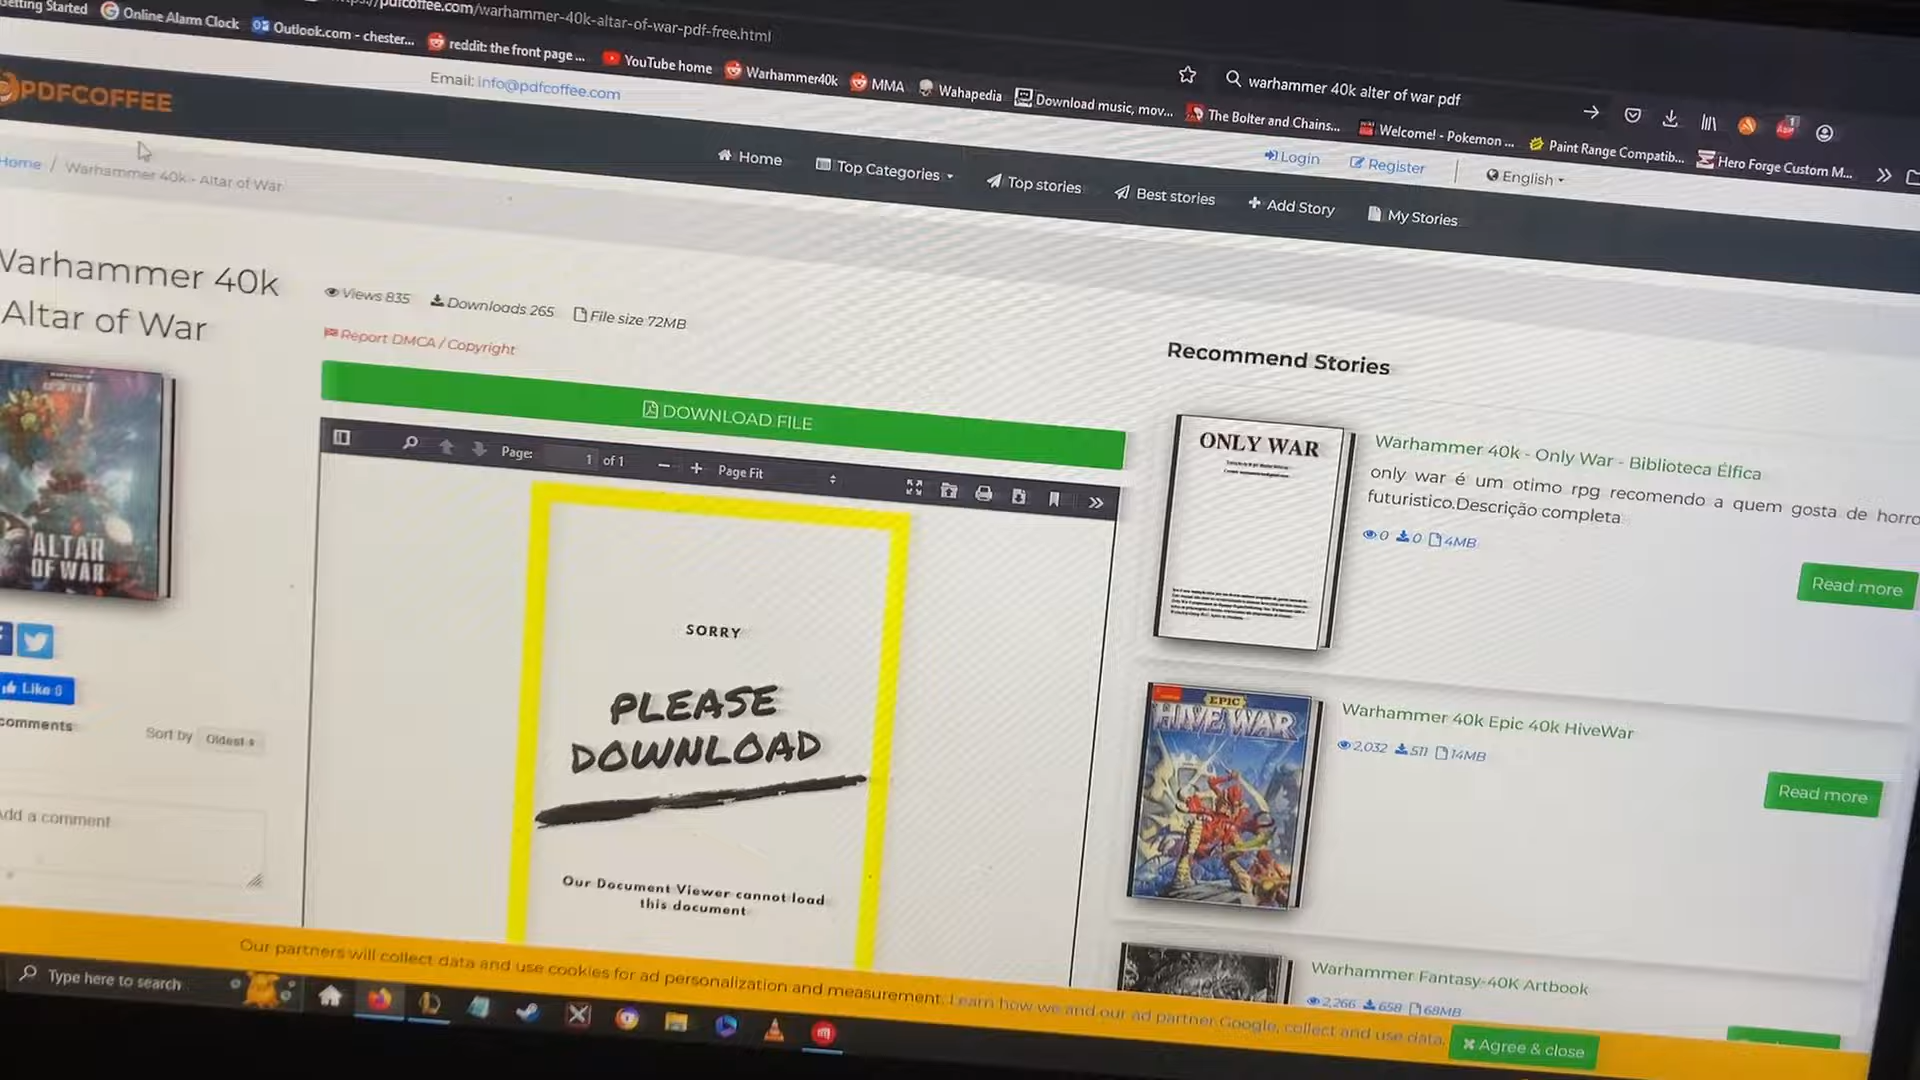 pdfcoffee.com/warhammer-40k-altar-of-war-pdf-free.html
warhammer 40k alter of war pdf
Getting Started
Online Alarm Clock
Outlook.com - chester...
reddit: the front page ...
YouTube home
Warhammer40k
MMA
Wahapedia
Download music, mov...
The Bolter and Chains...
Welcome! - Pokemon ...
Paint Range Compatib...
Hero Forge Custom M...
Email: info@pdfcoffee.com
Login
Register
English
PDFCOFFEE
Home
Top Categories
Top stories
Best stories
Add Story
My Stories
Home / Warhammer 40k - Altar of War
Warhammer 40k
Altar of War
Views 835
Downloads 265
File size 72MB
Report DMCA / Copyright
DOWNLOAD FILE
Page:
1 of 1
Page Fit
ALTAR
OF WAR
Like 0
comments
Sort by
Oldest
Add a comment
SORRY
PLEASE
DOWNLOAD
Our Document Viewer cannot load
this document
Recommend Stories
ONLY WAR
Warhammer 40k - Only War - Biblioteca Élfica
only war é um otimo rpg recomendo a quem gosta de horro
futuristico.Descrição completa
0 0 4MB
Read more
EPIC
HIVE WAR
Warhammer 40k Epic 40k HiveWar
2,032 511 14MB
Read more
Warhammer Fantasy-40K Artbook
2,266 658 68MB
Our partners will collect data and use cookies for ad personalization and measurement. Learn how we and our ad partner Google, collect and use data.
Agree & close
Type here to search